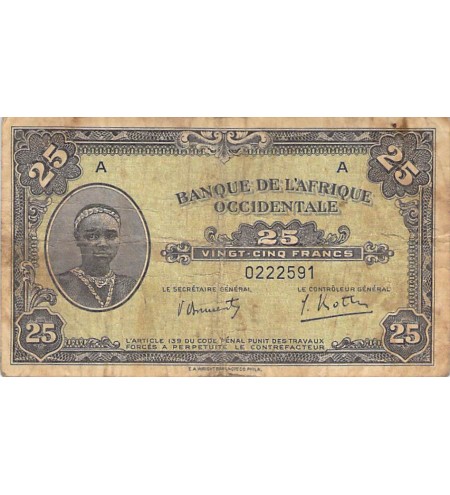 25
25
A
A
BANQUE DE L'AFRIQUE
OCCIDENTALE
25
VINGT-CINQ FRANCS
0222591
LE SECRÉTAIRE GÉNÉRAL
LE CONTRÔLEUR GÉNÉRAL
25
25
L'ARTICLE 139 DU CODE PÉNAL PUNIT DES TRAVAUX
FORCÉS À PERPÉTUITÉ LE CONTREFACTEUR